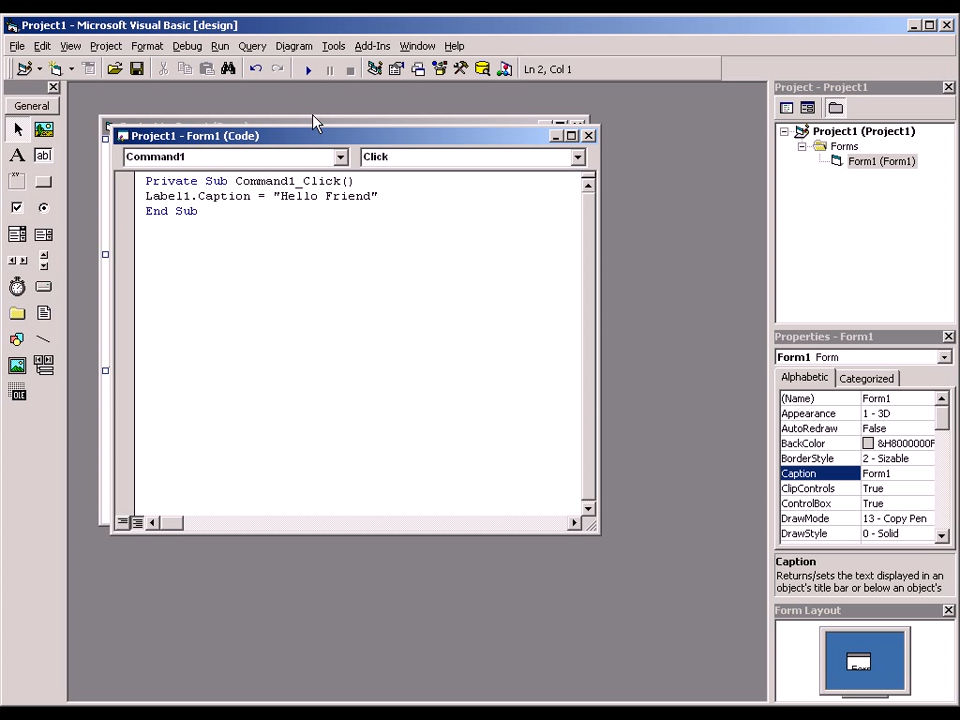 Project1 - Microsoft Visual Basic [design]
File Edit View Project Format Debug Run Query Diagram Tools Add-Ins Window Help
Ln 2, Col 1
General
A
ab|
xv
OLE
Project1 - Form1 (Code)
Command1
Click
Private Sub Command1_Click()
Label1.Caption = "Hello Friend"
End Sub
Project - Project1
Project1 (Project1)
Forms
Form1 (Form1)
Properties - Form1
Form1 Form
Alphabetic Categorized
(Name) Form1
Appearance 1 - 3D
AutoRedraw False
BackColor &H8000000F
BorderStyle 2 - Sizable
Caption Form1
ClipControls True
ControlBox True
DrawMode 13 - Copy Pen
DrawStyle 0 - Solid
Caption
Returns/sets the text displayed in an
object's title bar or below an object's
Form Layout